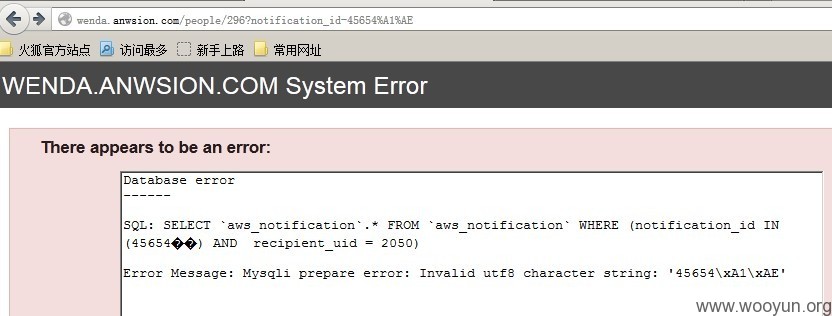 wenda.anwsion.com/people/296?notification_id-45654%A1%AE
火狐官方站点 访问最多 新手上路 常用网址
WENDA.ANWSION.COM System Error
There appears to be an error:
Database error
------
SQL: SELECT `aws_notification`.* FROM `aws_notification` WHERE (notification_id IN
(45654��) AND  recipient_uid = 2050)
Error Message: Mysqli prepare error: Invalid utf8 character string: '45654\xA1\xAE'
www.wooyun.org